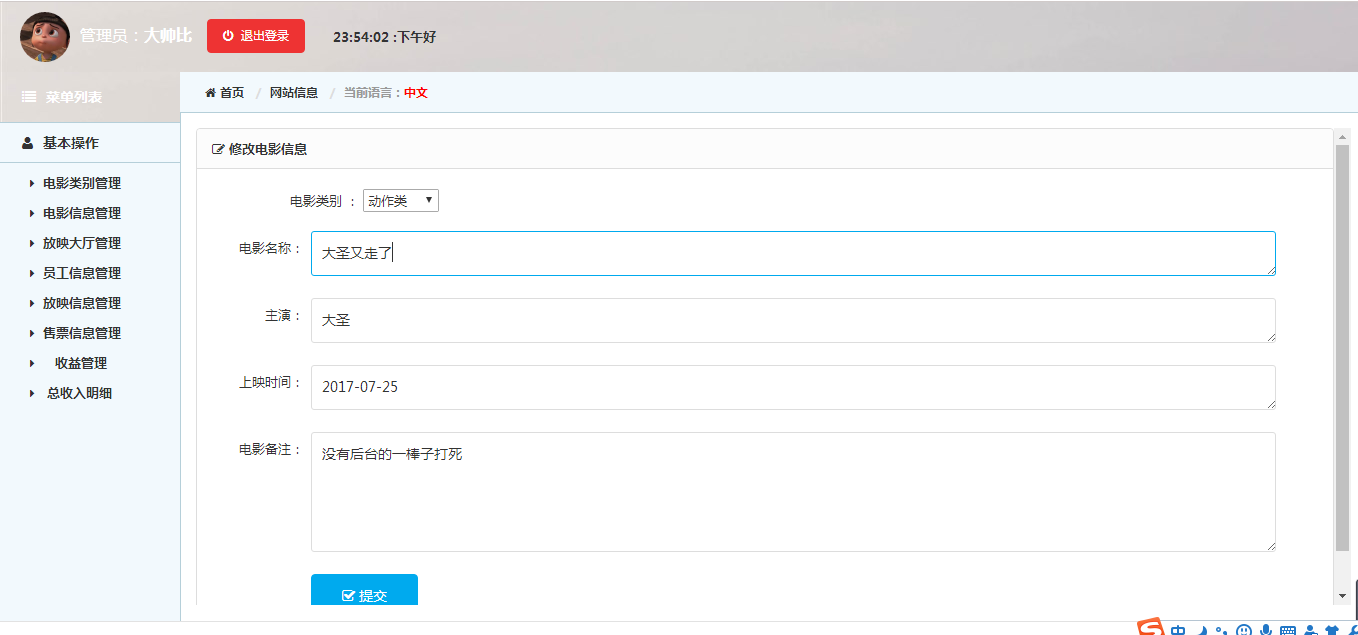 管理员：大帅比 退出登录 23:54:02 :下午好
菜单列表 首页 / 网站信息 / 当前语言：中文
基本操作
电影类别管理
电影信息管理
放映大厅管理
员工信息管理
放映信息管理
售票信息管理
收益管理
总收入明细
修改电影信息
电影类别 ： 动作类
电影名称： 大圣又走了
主演： 大圣
上映时间： 2017-07-25
电影备注： 没有后台的一棒子打死
提交
中